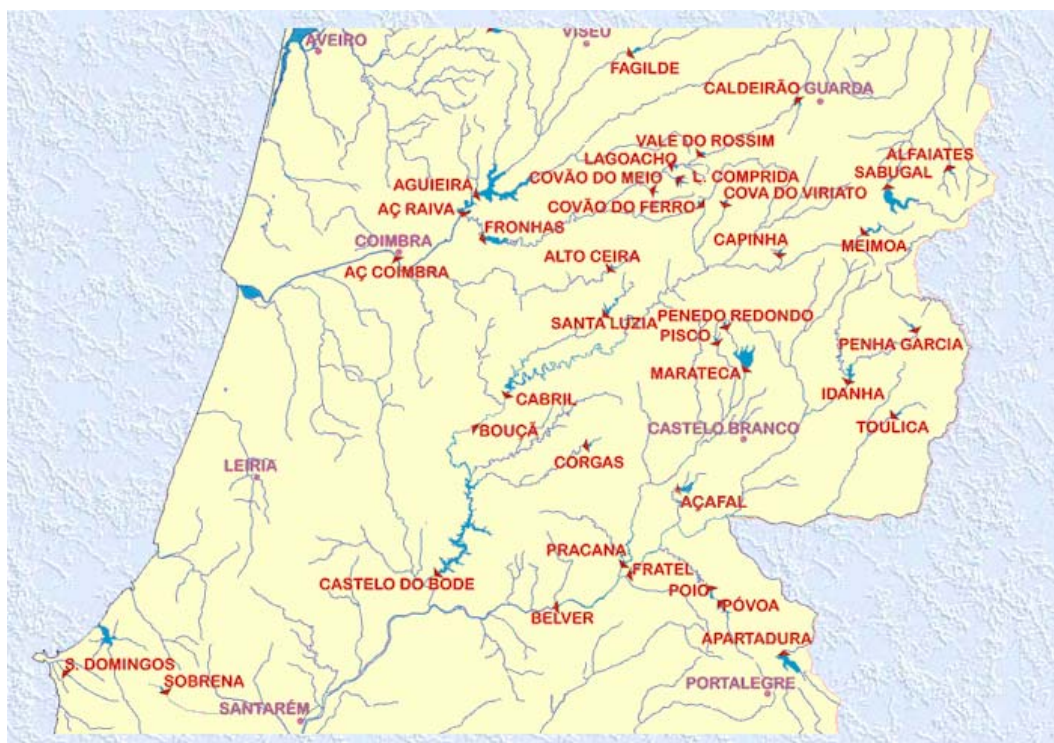 VISEU
AVEIRO
FAGILDE
CALDEIRÃO
GUARDA
VALE DO ROSSIM
LAGOACHO
ALFAIATES
COVÃO DO MEIO
L. COMPRIDA
SABUGAL
AGUIEIRA
COVA DO VIRIATO
AÇ RAIVA
COVÃO DO FERRO
FRONHAS
COIMBRA
CAPINHA
MEIMOA
ALTO CEIRA
AÇ COIMBRA
PENEDO REDONDO
SANTA LUZIA
PISCO
PENHA GARCIA
MARATECA
IDANHA
CABRIL
BOUÇÃ
CASTELO BRANCO
TOULICA
CORGAS
LEIRIA
AÇAFAL
PRACANA
FRATEL
CASTELO DO BODE
POIO
PÓVOA
BELVER
APARTADURA
S. DOMINGOS
SOBRENA
PORTALEGRE
SANTARÉM